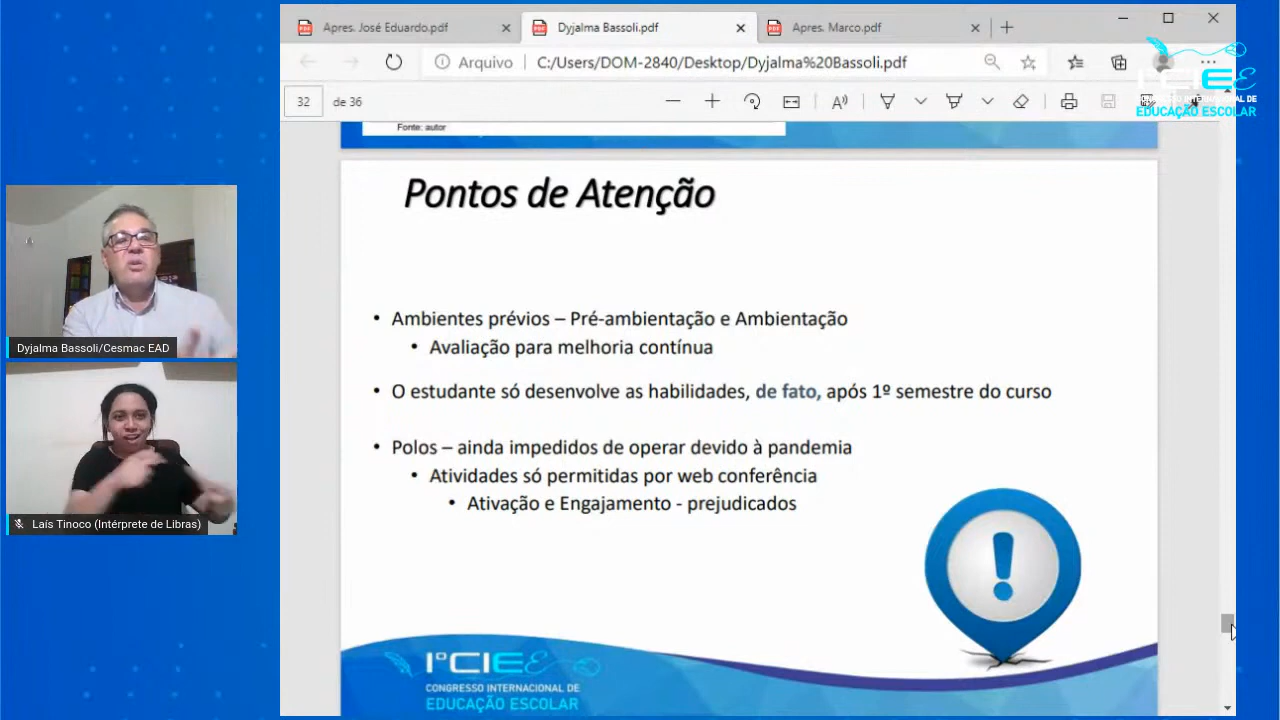 Apres. José Eduardo.pdf
Dyjalma Bassoli.pdf
Apres. Marco.pdf
Arquivo
C:/Users/DOM-2840/Desktop/Dyjalma%20Bassoli.pdf
32 de 36
EDUCAÇÃO ESCOLAR
Fonte: autor
Pontos de Atenção
• Ambientes prévios – Pré-ambientação e Ambientação
• Avaliação para melhoria contínua
• O estudante só desenvolve as habilidades, de fato, após 1º semestre do curso
• Polos – ainda impedidos de operar devido à pandemia
• Atividades só permitidas por web conferência
• Ativação e Engajamento - prejudicados
Dyjalma Bassoli/Cesmac EAD
Laís Tinoco (Intérprete de Libras)
1º CIEE
CONGRESSO INTERNACIONAL DE
EDUCAÇÃO ESCOLAR